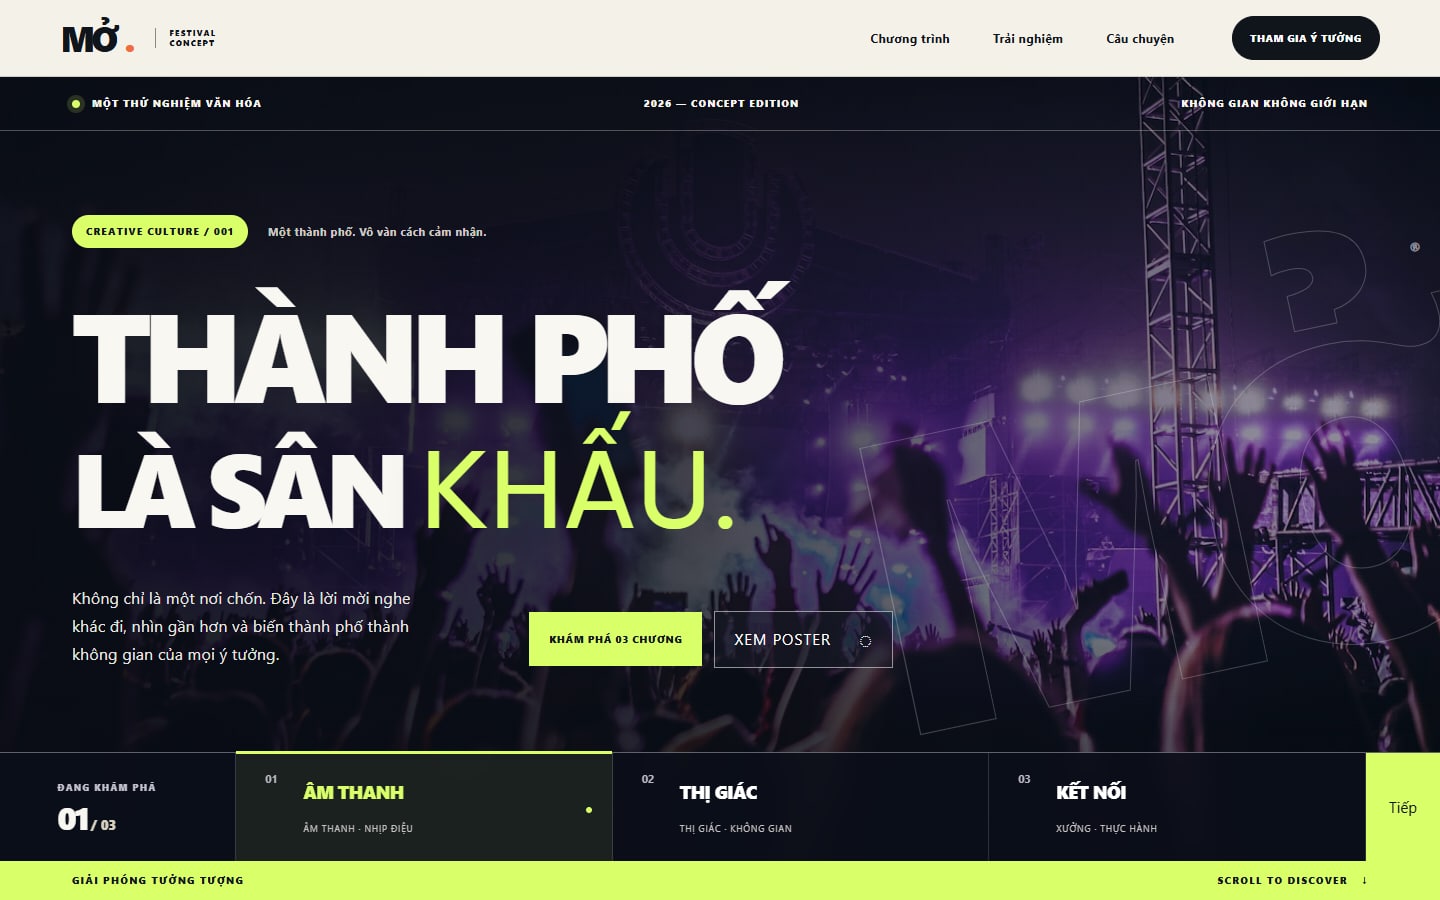 MỞ.
FESTIVAL
CONCEPT
Chương trình
Trải nghiệm
Câu chuyện
THAM GIA Ý TƯỞNG
MỘT THỬ NGHIỆM VĂN HÓA
2026 — CONCEPT EDITION
KHÔNG GIAN KHÔNG GIỚI HẠN
CREATIVE CULTURE / 001
Một thành phố. Vô vàn cách cảm nhận.
®
MỞ
THÀNH PHỐ
LÀ SÂN KHẤU.
Không chỉ là một nơi chốn. Đây là lời mời nghe
khác đi, nhìn gần hơn và biến thành phố thành
không gian của mọi ý tưởng.
KHÁM PHÁ 03 CHƯƠNG
XEM POSTER
ĐANG KHÁM PHÁ
01 / 03
01
ÂM THANH
ÂM THANH · NHỊP ĐIỆU
02
THỊ GIÁC
THỊ GIÁC · KHÔNG GIAN
03
KẾT NỐI
XƯỞNG · THỰC HÀNH
Tiếp
GIẢI PHÓNG TƯỞNG TƯỢNG
SCROLL TO DISCOVER ↓